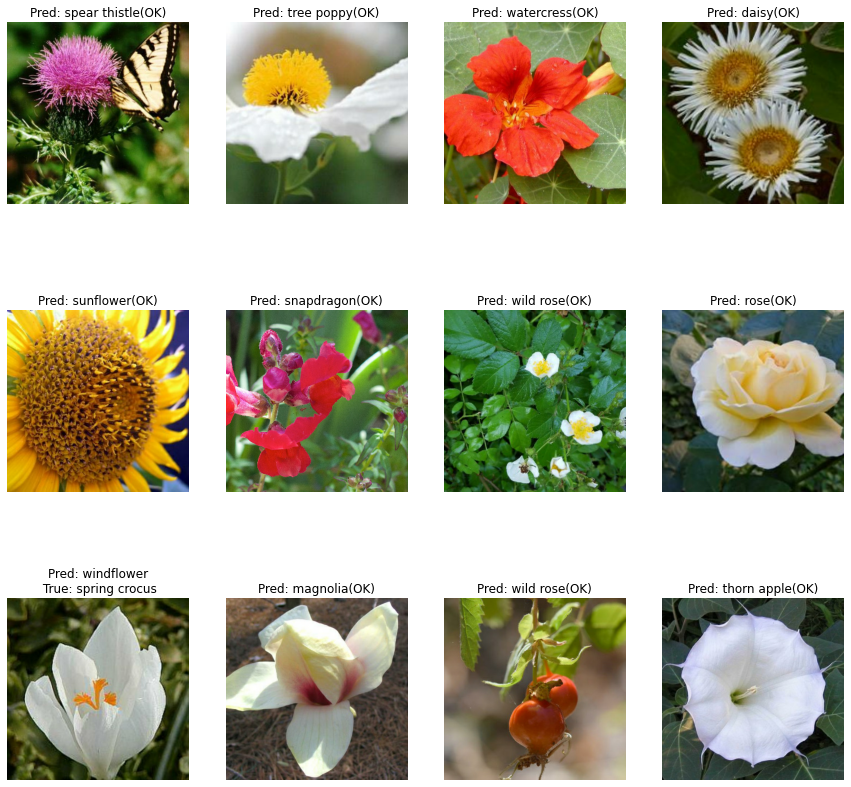 Pred: spear thistle(OK)
Pred: tree poppy(OK)
Pred: watercress(OK)
Pred: daisy(OK)
Pred: sunflower(OK)
Pred: snapdragon(OK)
Pred: wild rose(OK)
Pred: rose(OK)
Pred: windflower
True: spring crocus
Pred: magnolia(OK)
Pred: wild rose(OK)
Pred: thorn apple(OK)